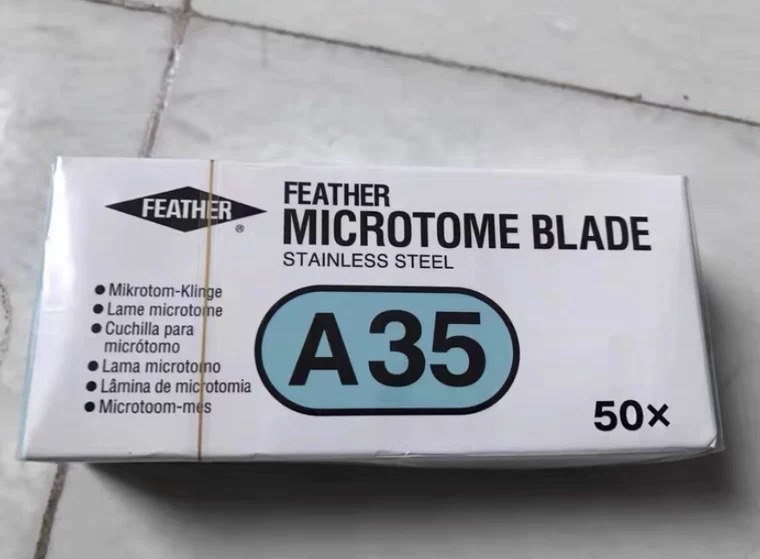 FEATHER
®
FEATHER
MICROTOME BLADE
STAINLESS STEEL
● Mikrotom-Klinge
● Lame microtome
● Cuchilla para
micrótomo
● Lama microtomo
● Lâmina de microtomia
● Microtoom-mes
A35
50×